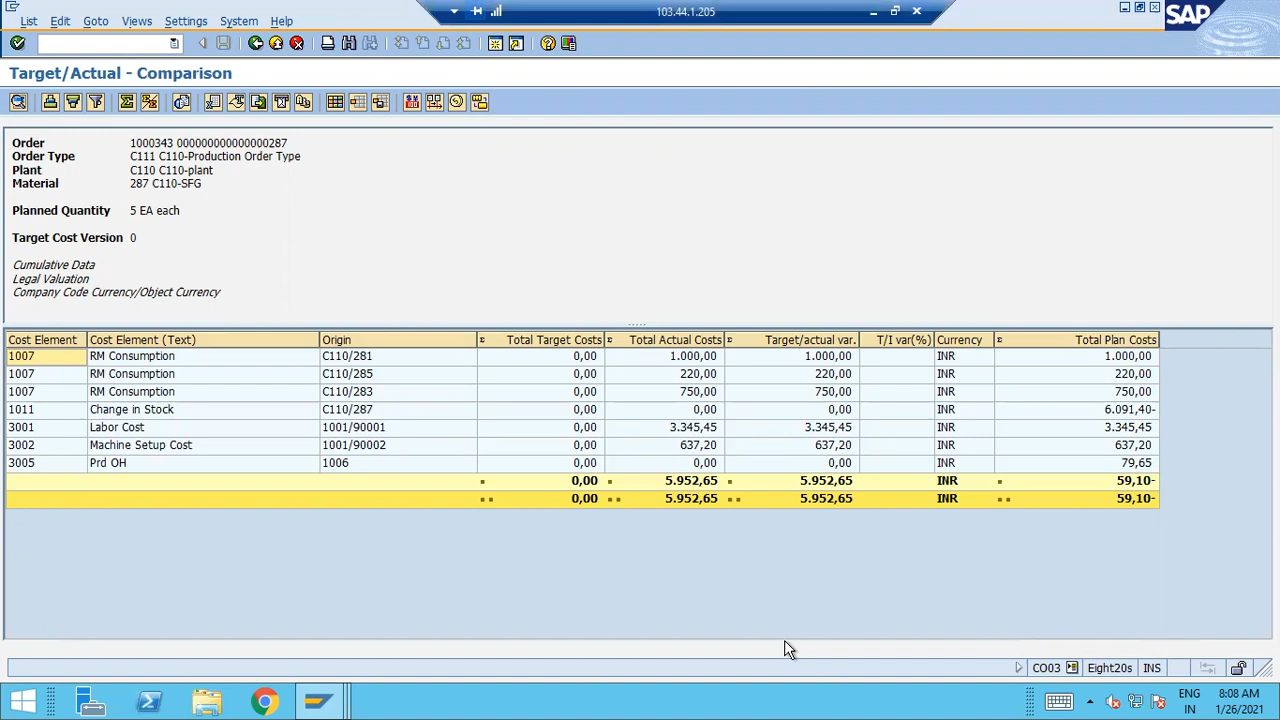 103.44.1.205
List Edit Goto Views Settings System Help
SAP
Target/Actual - Comparison
Order 1000343 000000000000000287
Order Type C111 C110-Production Order Type
Plant C110 C110-plant
Material 287 C110-SFG
Planned Quantity 5 EA each
Target Cost Version 0
Cumulative Data
Legal Valuation
Company Code Currency/Object Currency
Cost Element Cost Element (Text) Origin Σ Total Target Costs Σ Total Actual Costs Σ Target/actual var. T/I var(%) Currency Σ Total Plan Costs
1007 RM Consumption C110/281 0,00 1.000,00 1.000,00 INR 1.000,00
1007 RM Consumption C110/285 0,00 220,00 220,00 INR 220,00
1007 RM Consumption C110/283 0,00 750,00 750,00 INR 750,00
1011 Change in Stock C110/287 0,00 0,00 0,00 INR 6.091,40-
3001 Labor Cost 1001/90001 0,00 3.345,45 3.345,45 INR 3.345,45
3002 Machine Setup Cost 1001/90002 0,00 637,20 637,20 INR 637,20
3005 Prd OH 1006 0,00 0,00 0,00 INR 79,65
0,00 5.952,65 5.952,65 INR 59,10-
0,00 5.952,65 5.952,65 INR 59,10-
CO03 Eight20s INS
ENG 8:08 AM
IN 1/26/2021